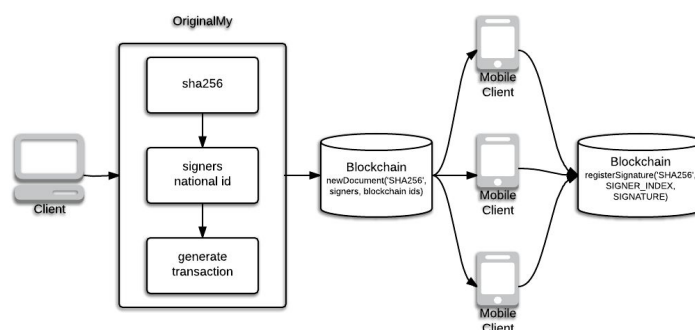 OriginalMy
sha256
signers
national id
generate
transaction
Client
Blockchain
newDocument('SHA256',
signers, blockchain ids)
Mobile
Client
Mobile
Client
Mobile
Client
Blockchain
registerSignature('SHA256',
SIGNER_INDEX,
SIGNATURE)